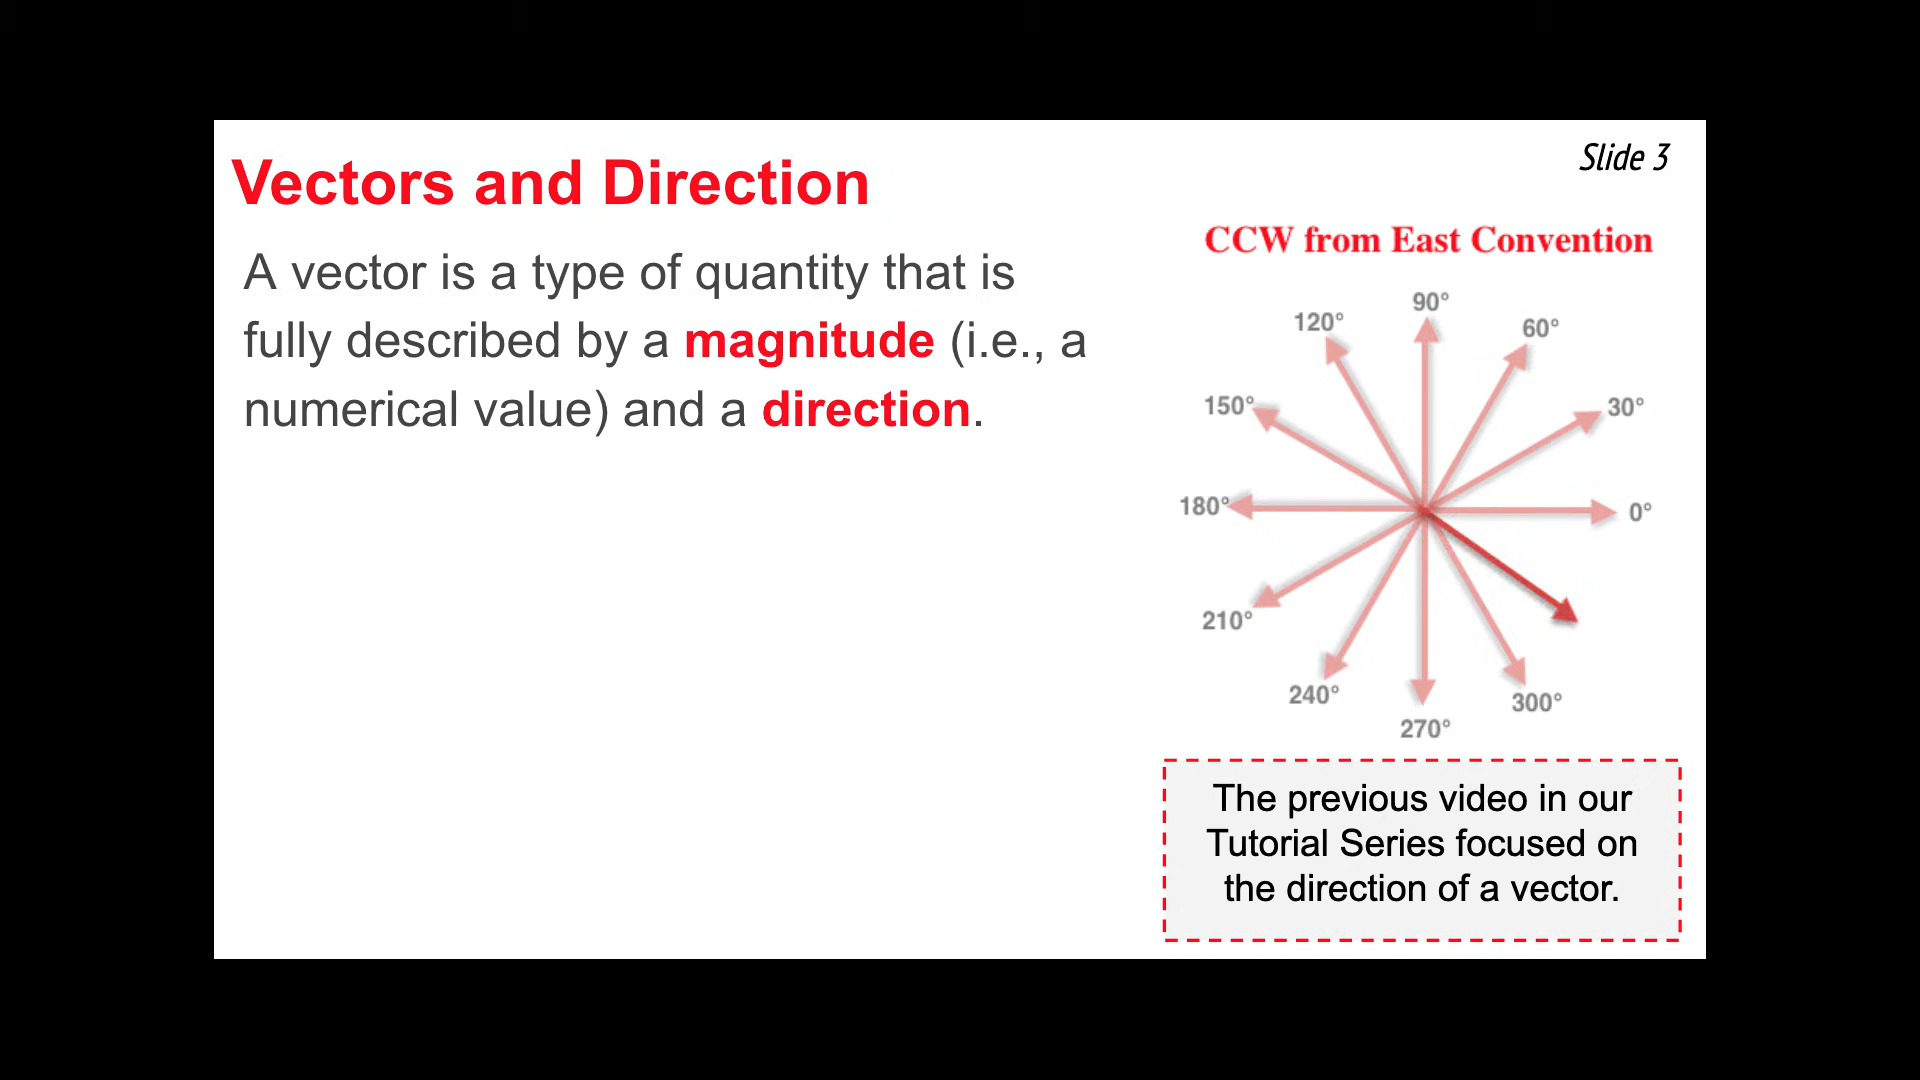 Slide 3
Vectors and Direction
A vector is a type of quantity that is
fully described by a magnitude (i.e., a
numerical value) and a direction.
CCW from East Convention
90°
120°
60°
150°
30°
180°
0°
210°
240°
300°
270°
The previous video in our
Tutorial Series focused on
the direction of a vector.